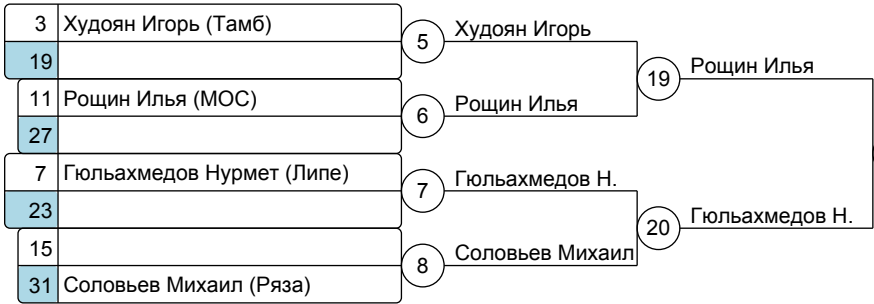 3 Худоян Игорь (Тамб)
19
5 Худоян Игорь
11 Рощин Илья (МОС)
27
6 Рощин Илья
19 Рощин Илья
7 Гюльахмедов Нурмет (Липе)
23
7 Гюльахмедов Н.
15
31 Соловьев Михаил (Ряза)
8 Соловьев Михаил
20 Гюльахмедов Н.